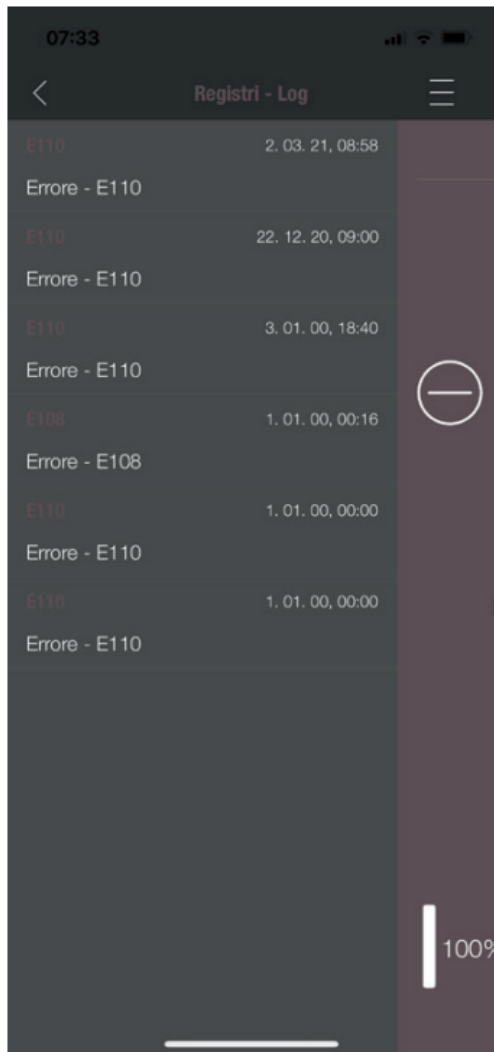 07:33
Registri - Log
E110 2. 03. 21, 08:58
Errore - E110
E110 22. 12. 20, 09:00
Errore - E110
E110 3. 01. 00, 18:40
Errore - E110
E108 1. 01. 00, 00:16
Errore - E108
E110 1. 01. 00, 00:00
Errore - E110
E110 1. 01. 00, 00:00
Errore - E110
100%